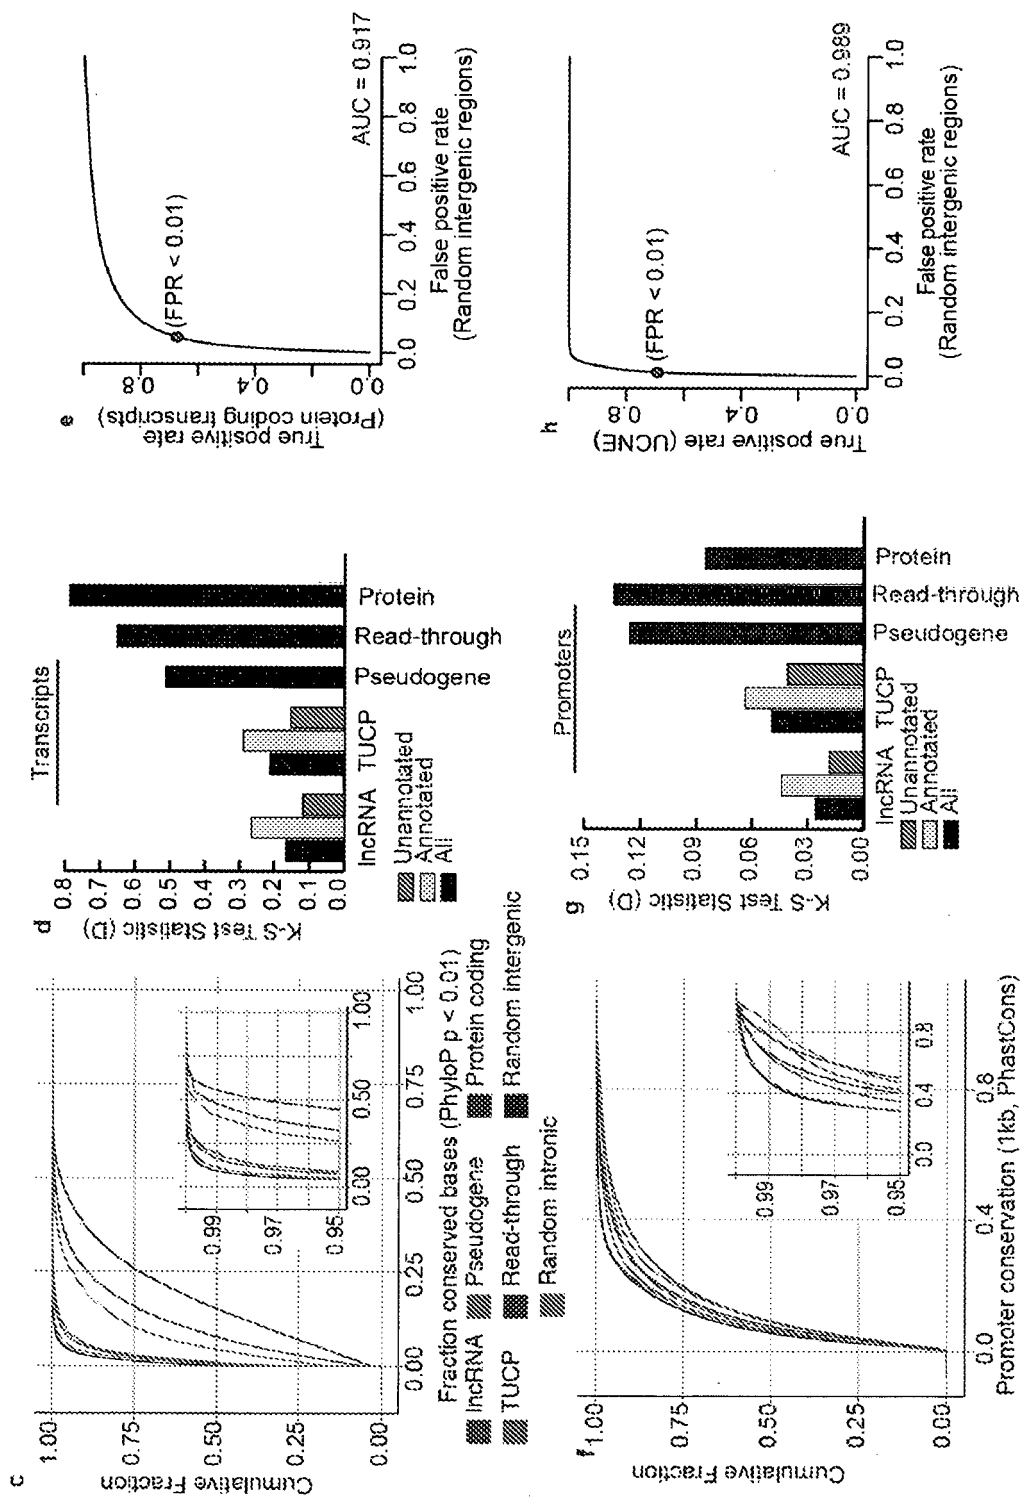 c
Cumulative Fraction
1.00
0.75
0.50
0.25
0.00
0.00
0.25
0.50
0.75
1.00
0.99
0.97
0.95
0.00
0.50
1.00
Fraction conserved bases (PhyloP p < 0.01)
lncRNA
Pseudogene
Protein coding
TUCP
Read-through
Random intergenic
Random intronic
d
K-S Test Statistic (D)
0.8
0.7
0.6
0.5
0.4
0.3
0.2
0.1
0.0
Transcripts
lncRNA
TUCP
Pseudogene
Read-through
Protein
Unannotated
Annotated
All
e
True positive rate
(Protein coding transcripts)
0.8
0.4
0.0
(FPR < 0.01)
AUC = 0.917
0.0
0.2
0.4
0.6
0.8
1.0
False positive rate
(Random intergenic regions)
f
Cumulative Fraction
1.00
0.75
0.50
0.25
0.00
0.0
0.4
0.8
0.99
0.97
0.95
0.0
0.4
0.8
Promoter conservation (1kb, PhastCons)
g
K-S Test Statistic (D)
0.15
0.12
0.09
0.06
0.03
0.00
Promoters
lncRNA
TUCP
Pseudogene
Read-through
Protein
Unannotated
Annotated
All
h
True positive rate (UCNE)
0.8
0.4
0.0
(FPR < 0.01)
AUC = 0.989
0.0
0.2
0.4
0.6
0.8
1.0
False positive rate
(Random intergenic regions)